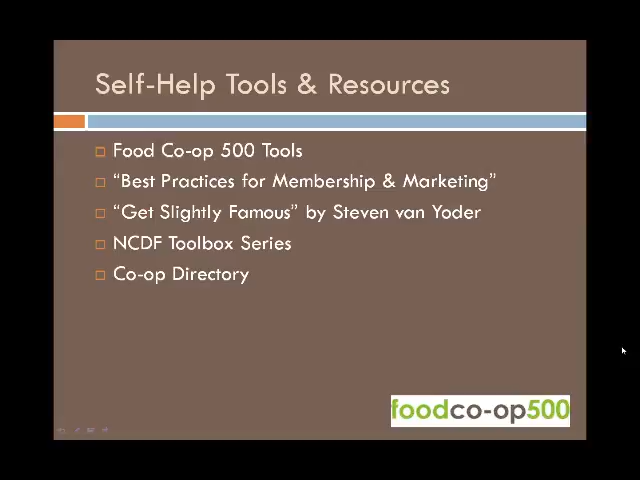 Self-Help Tools & Resources
Food Co-op 500 Tools
“Best Practices for Membership & Marketing”
“Get Slightly Famous” by Steven van Yoder
NCDF Toolbox Series
Co-op Directory
foodco-op500